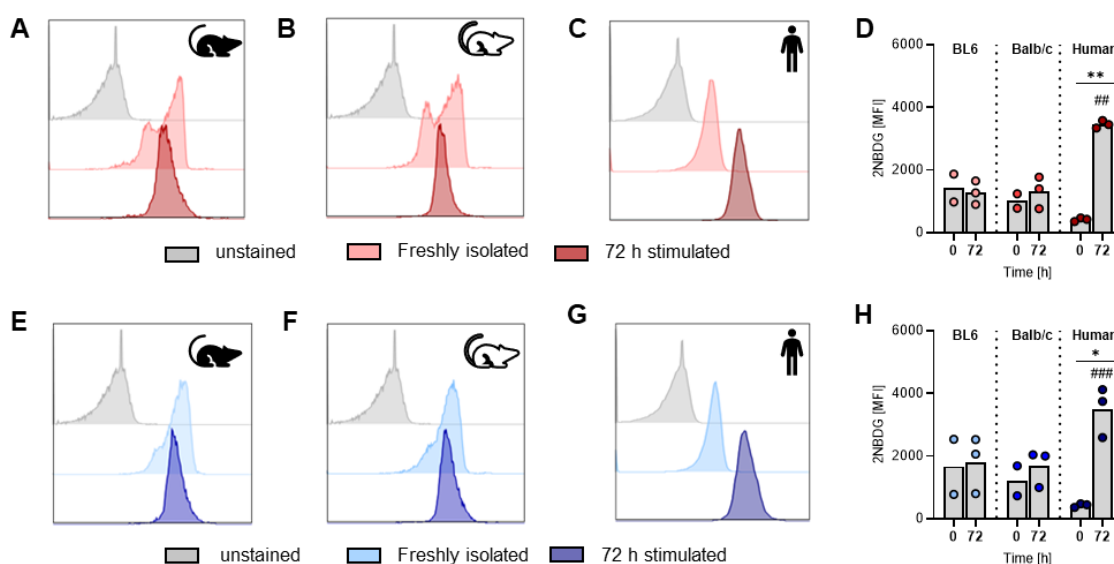 A
B
C
D
6000
BL6
Balb/c
Human
**
##
4000
2NBDG [MFI]
2000
0
0 72 0 72 0 72
Time [h]
unstained
Freshly isolated
72 h stimulated
E
F
G
H
6000
BL6
Balb/c
Human
*
###
4000
2NBDG [MFI]
2000
0
0 72 0 72 0 72
Time [h]
unstained
Freshly isolated
72 h stimulated